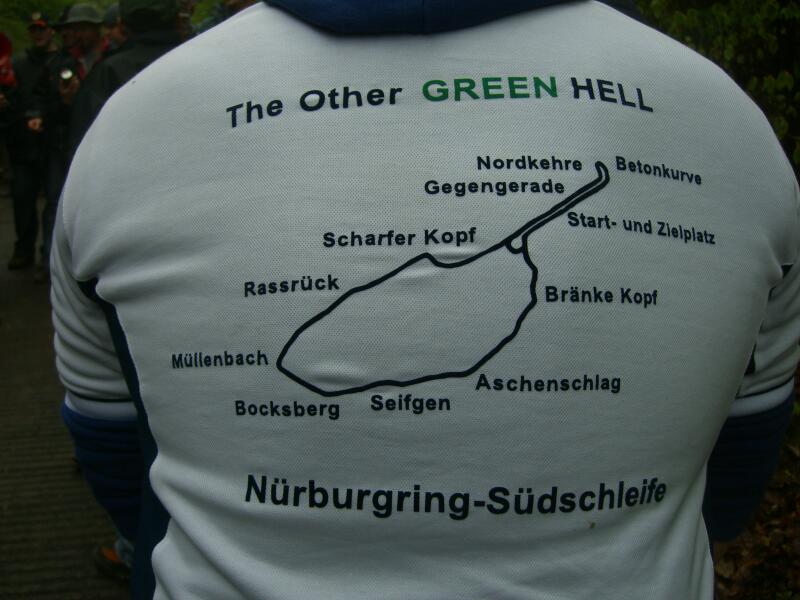 The Other GREEN HELL
Nordkehre
Betonkurve
Gegengerade
Start- und Zielplatz
Scharfer Kopf
Rassrück
Bränke Kopf
Müllenbach
Aschenschlag
Bocksberg
Seifgen
Nürburgring-Südschleife